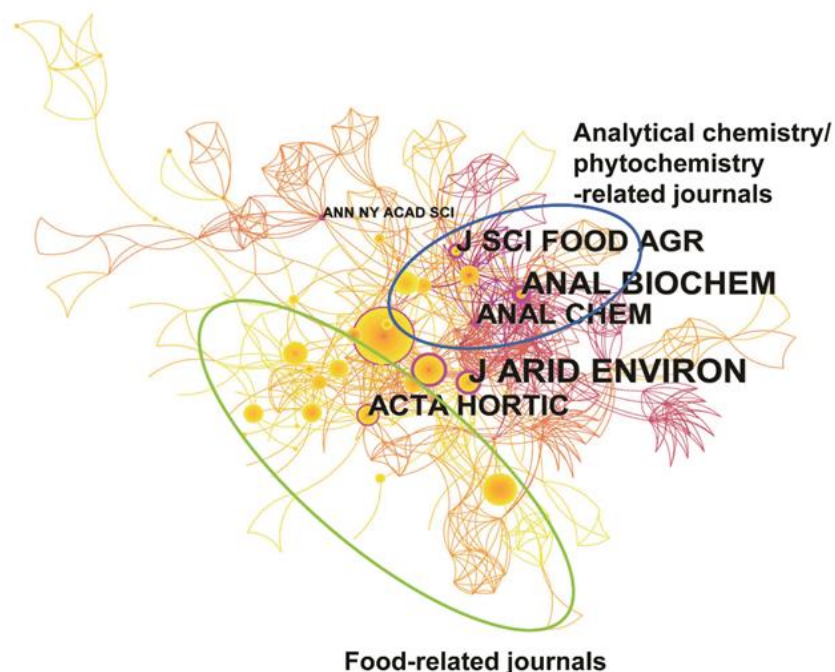 Analytical chemistry/
phytochemistry
-related journals
ANN NY ACAD SCI
J SCI FOOD AGR
ANAL BIOCHEM
ANAL CHEM
J ARID ENVIRON
ACTA HORTIC
Food-related journals